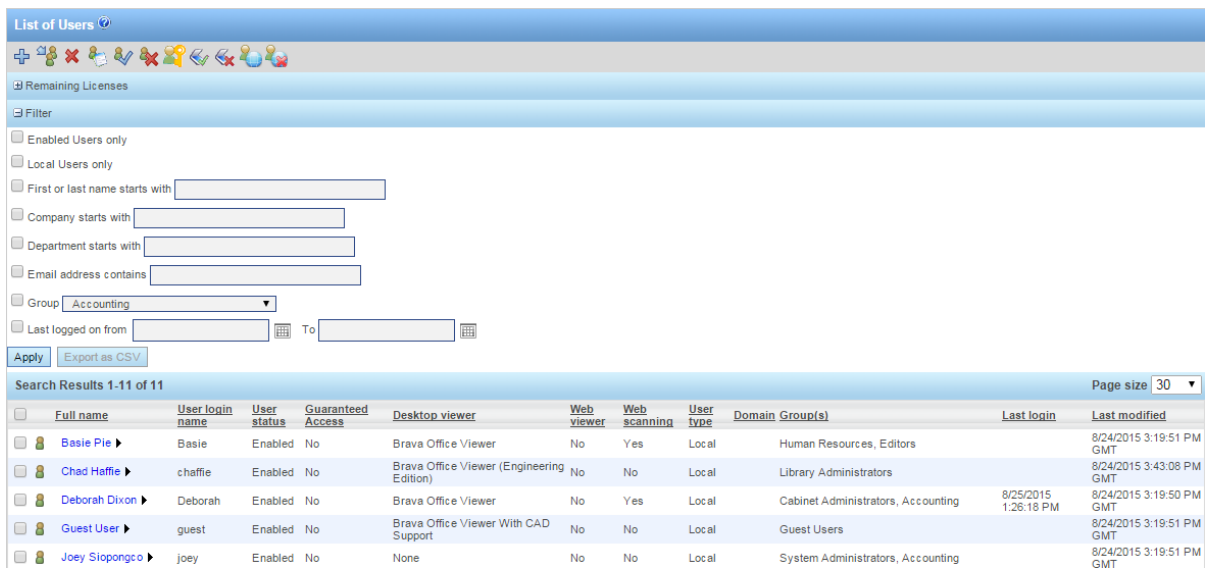 List of Users
Remaining Licenses
Filter
Enabled Users only
Local Users only
First or last name starts with
Company starts with
Department starts with
Email address contains
Group Accounting
Last logged on from To
Apply Export as CSV
Search Results 1-11 of 11 Page size 30
Full name User login name User status Guaranteed Access Desktop viewer Web viewer Web scanning User type Domain Group(s) Last login Last modified
Basie Pie Basie Enabled No Brava Office Viewer No Yes Local Human Resources, Editors 8/24/2015 3:19:51 PM GMT
Chad Haffie chaffie Enabled No Brava Office Viewer (Engineering Edition) No No Local Library Administrators 8/24/2015 3:43:08 PM GMT
Deborah Dixon Deborah Enabled No Brava Office Viewer No Yes Local Cabinet Administrators, Accounting 8/25/2015 1:26:18 PM 8/24/2015 3:19:50 PM GMT
Guest User guest Enabled No Brava Office Viewer With CAD Support No No Local Guest Users 8/24/2015 3:19:51 PM GMT
Joey Siopongco joey Enabled No None No No Local System Administrators, Accounting 8/24/2015 3:19:51 PM GMT